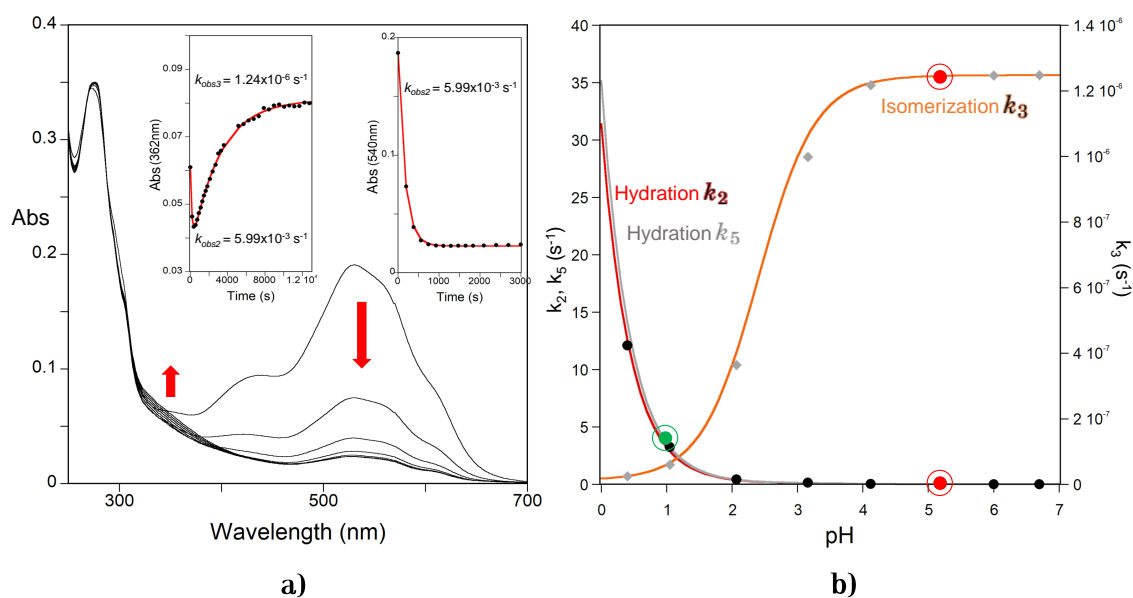 0.4
0.3
0.2
0.1
0
Abs
300
500
700
Wavelength (nm)
a)
0.09
0.07
0.05
0.03
Abs (362nm)
kobs3 = 1.24x10-6 s-1
kobs2 = 5.99x10-3 s-1
0
4000
8000
1.2 10⁴
Time (s)
0.2
0.1
0
Abs (540nm)
kobs2 = 5.99x10-3 s-1
0
1000
2000
3000
Time (s)
40
35
30
25
20
15
10
5
0
k2, k5 (s-1)
Isomerization k3
Hydration k2
Hydration k5
0
1
2
3
4
5
6
7
pH
1.4 10-6
1.2 10-6
1 10-6
8 10-7
6 10-7
4 10-7
2 10-7
0
k3 (s-1)
b)